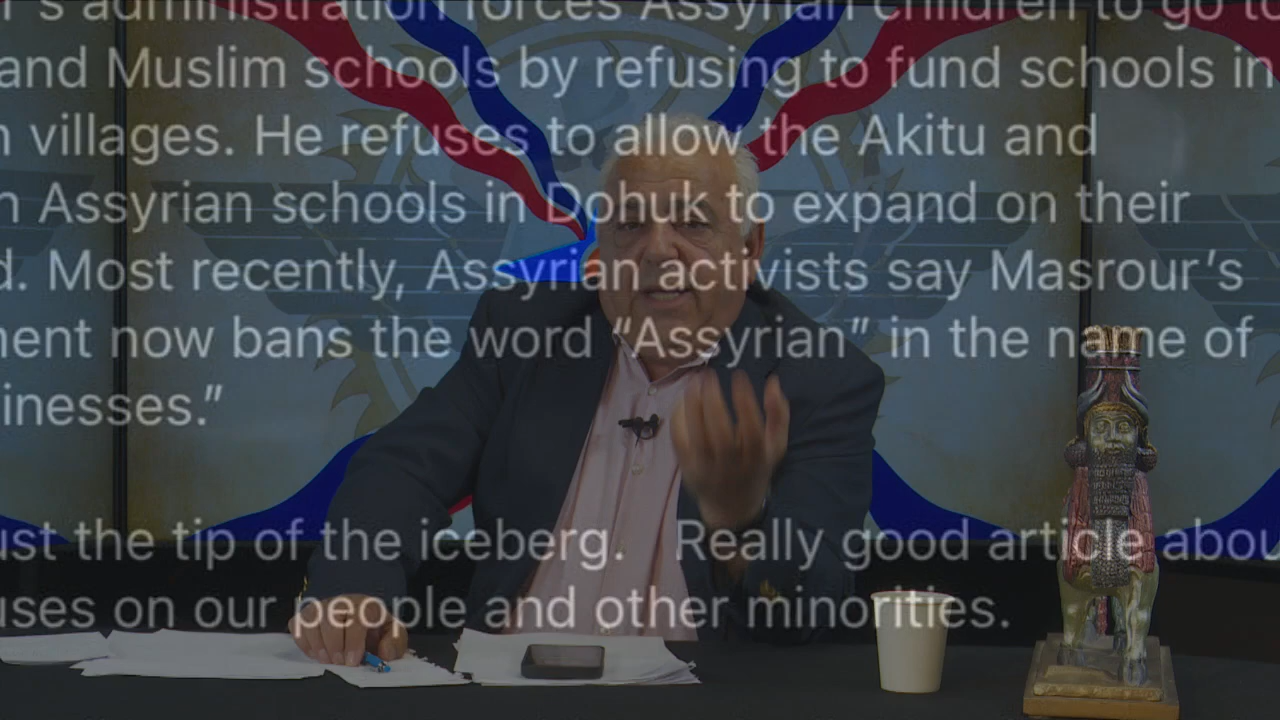 's administration forces Assyrian children to go to
and Muslim schools by refusing to fund schools in
villages. He refuses to allow the Akitu and
Assyrian schools in Dohuk to expand on their
Most recently, Assyrian activists say Masrour's
now bans the word “Assyrian” in the name of
the tip of the iceberg. Really good article
on our people and other minorities.